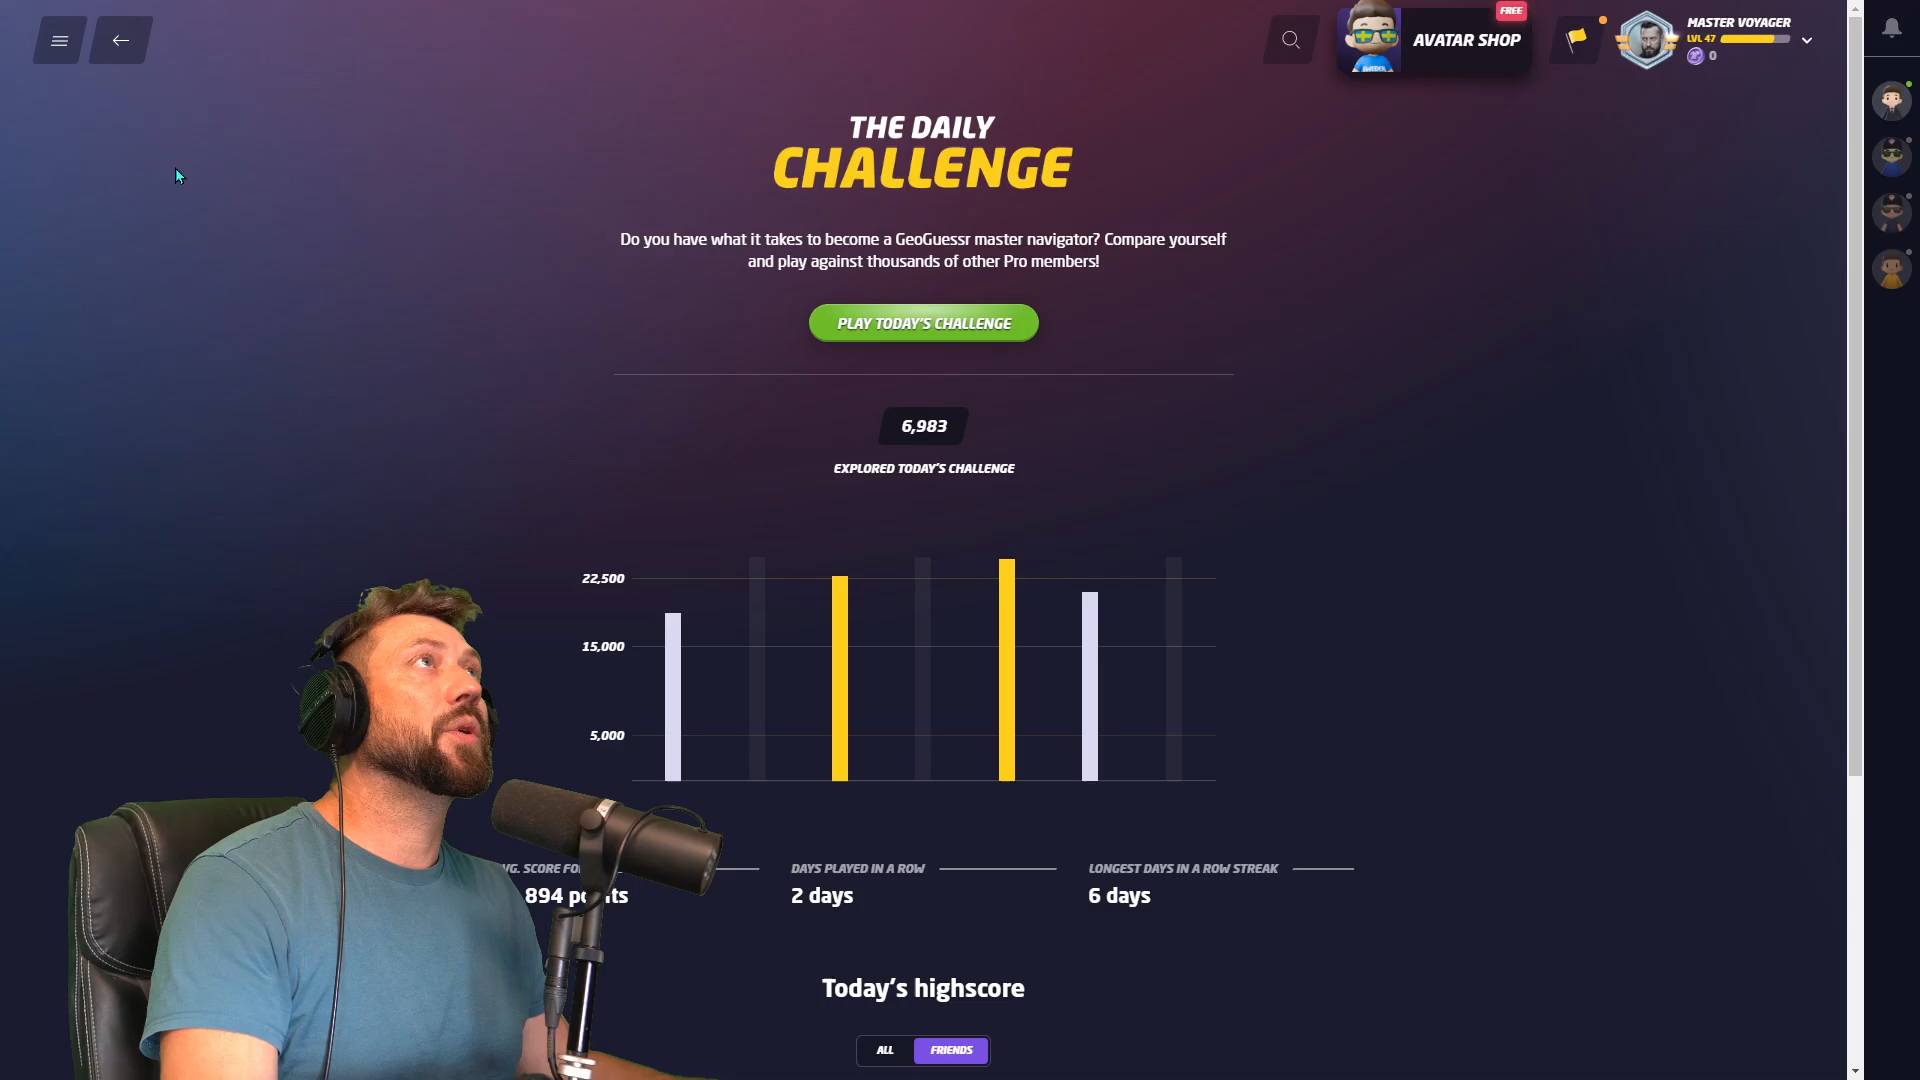 FREE
AVATAR SHOP
MASTER VOYAGER
LVL 47
0
THE DAILY
CHALLENGE
Do you have what it takes to become a GeoGuessr master navigator? Compare yourself
and play against thousands of other Pro members!
PLAY TODAY'S CHALLENGE
6,983
EXPLORED TODAY'S CHALLENGE
22,500
15,000
5,000
SCORE
DAYS PLAYED IN A ROW
LONGEST DAYS IN A ROW STREAK
894
2 days
6 days
Today's highscore
ALL
FRIENDS